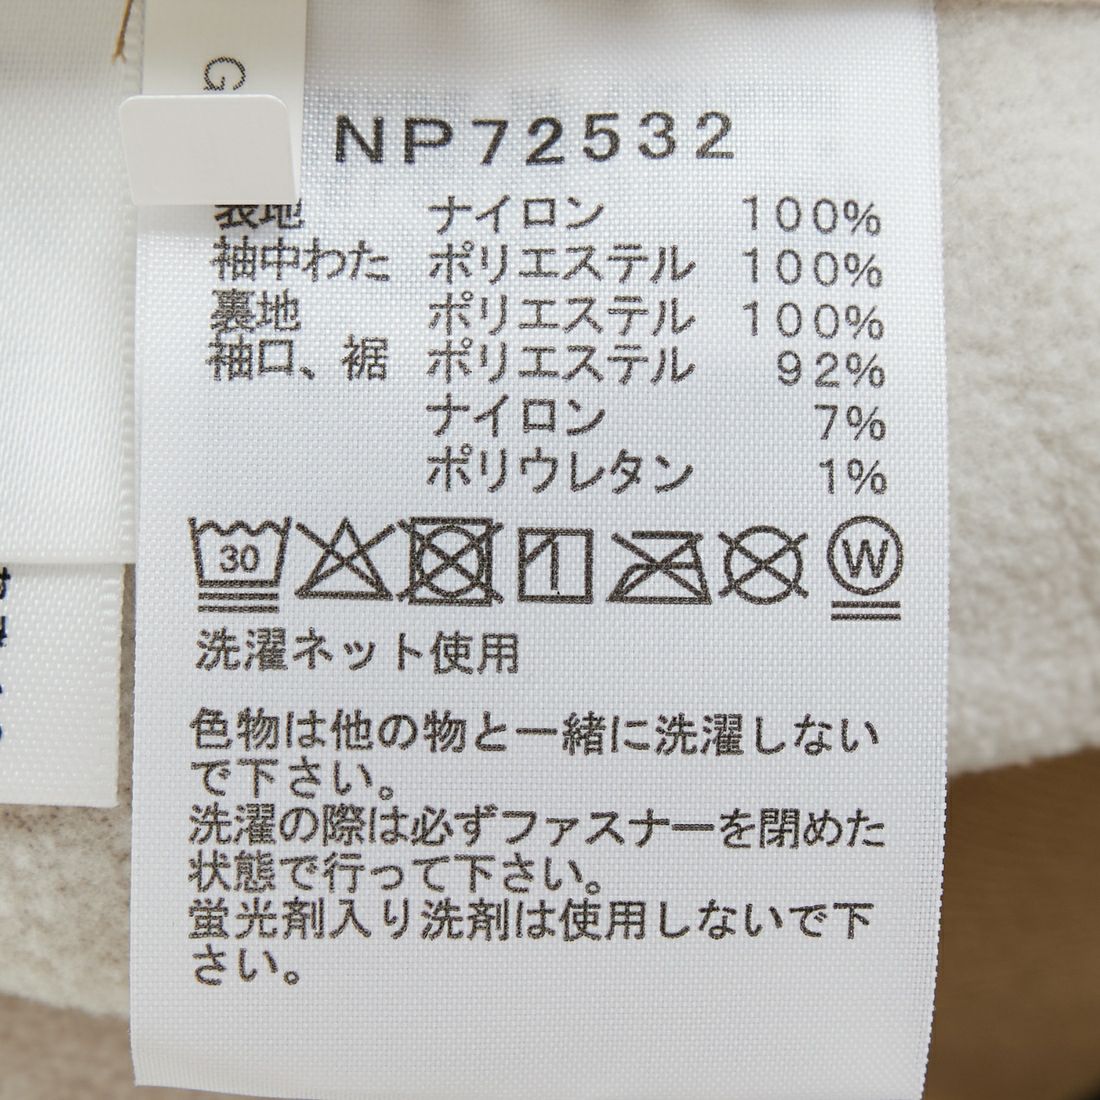 G
NP72532
表地 ナイロン 100%
袖中わた ポリエステル 100%
裏地 ポリエステル 100%
袖口、裾 ポリエステル 92%
ナイロン 7%
ポリウレタン 1%
30 W
洗濯ネット使用
色物は他の物と一緒に洗濯しない
で下さい。
洗濯の際は必ずファスナーを閉めた
状態で行って下さい。
蛍光剤入り洗剤は使用しないで下
さい。